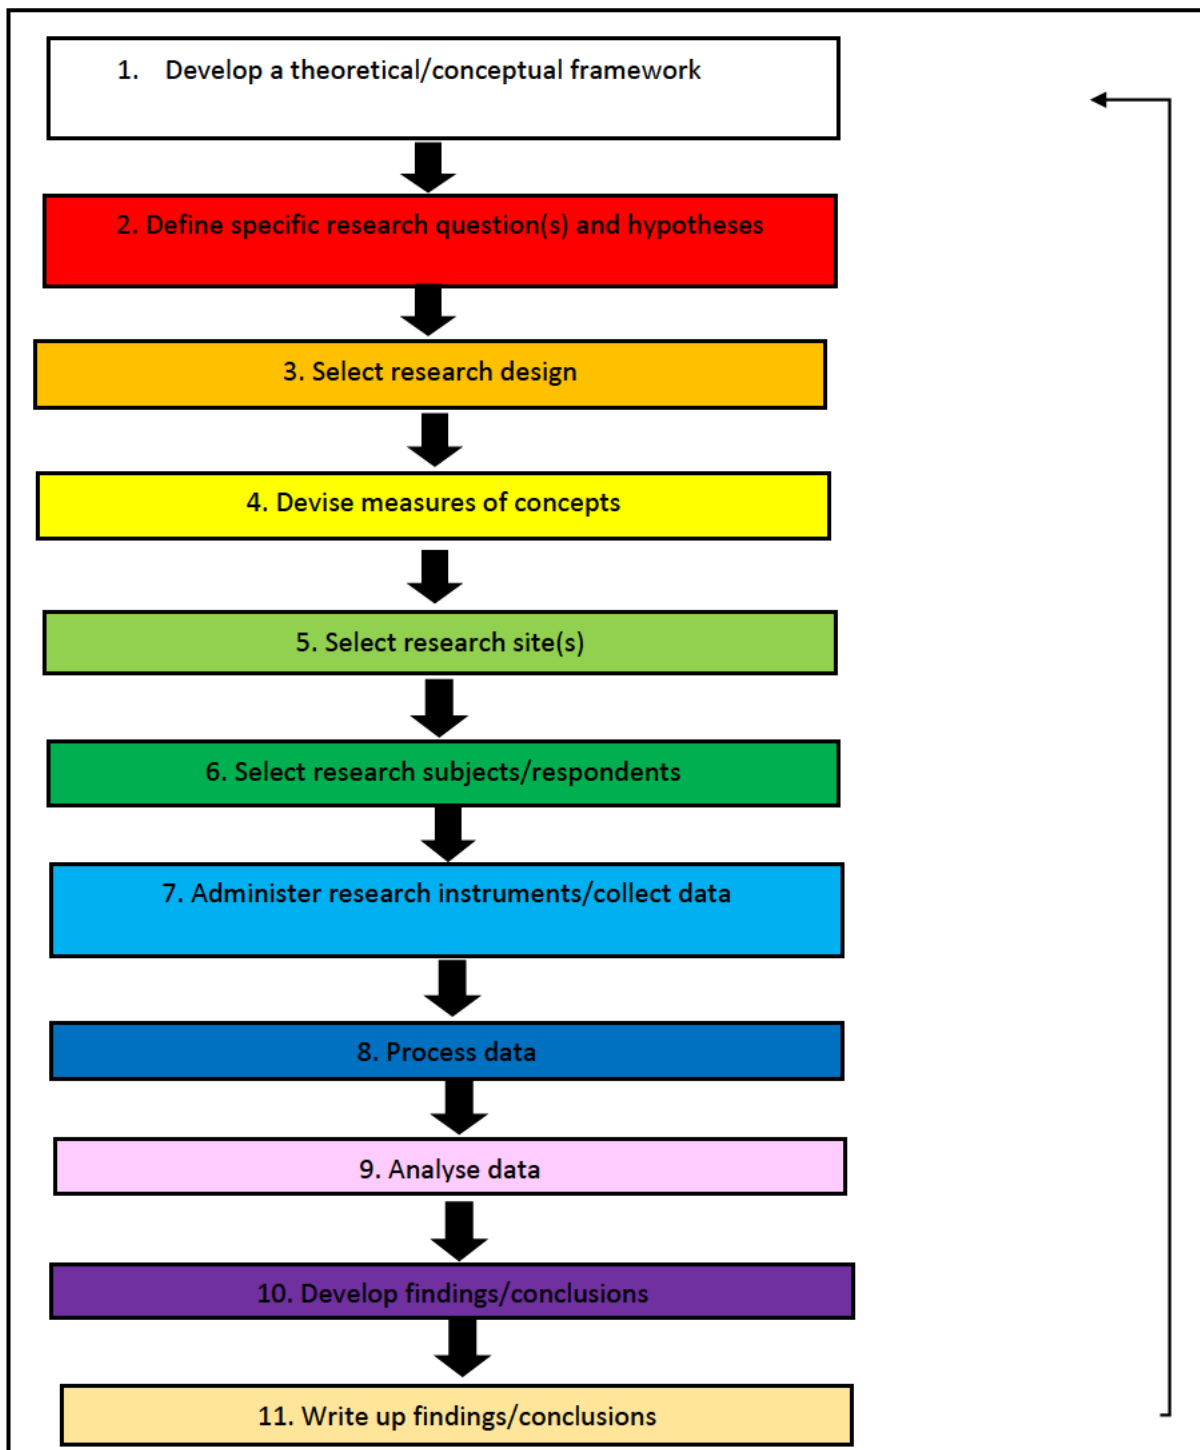 1. Develop a theoretical/conceptual framework
2. Define specific research question(s) and hypotheses
3. Select research design
4. Devise measures of concepts
5. Select research site(s)
6. Select research subjects/respondents
7. Administer research instruments/collect data
8. Process data
9. Analyse data
10. Develop findings/conclusions
11. Write up findings/conclusions